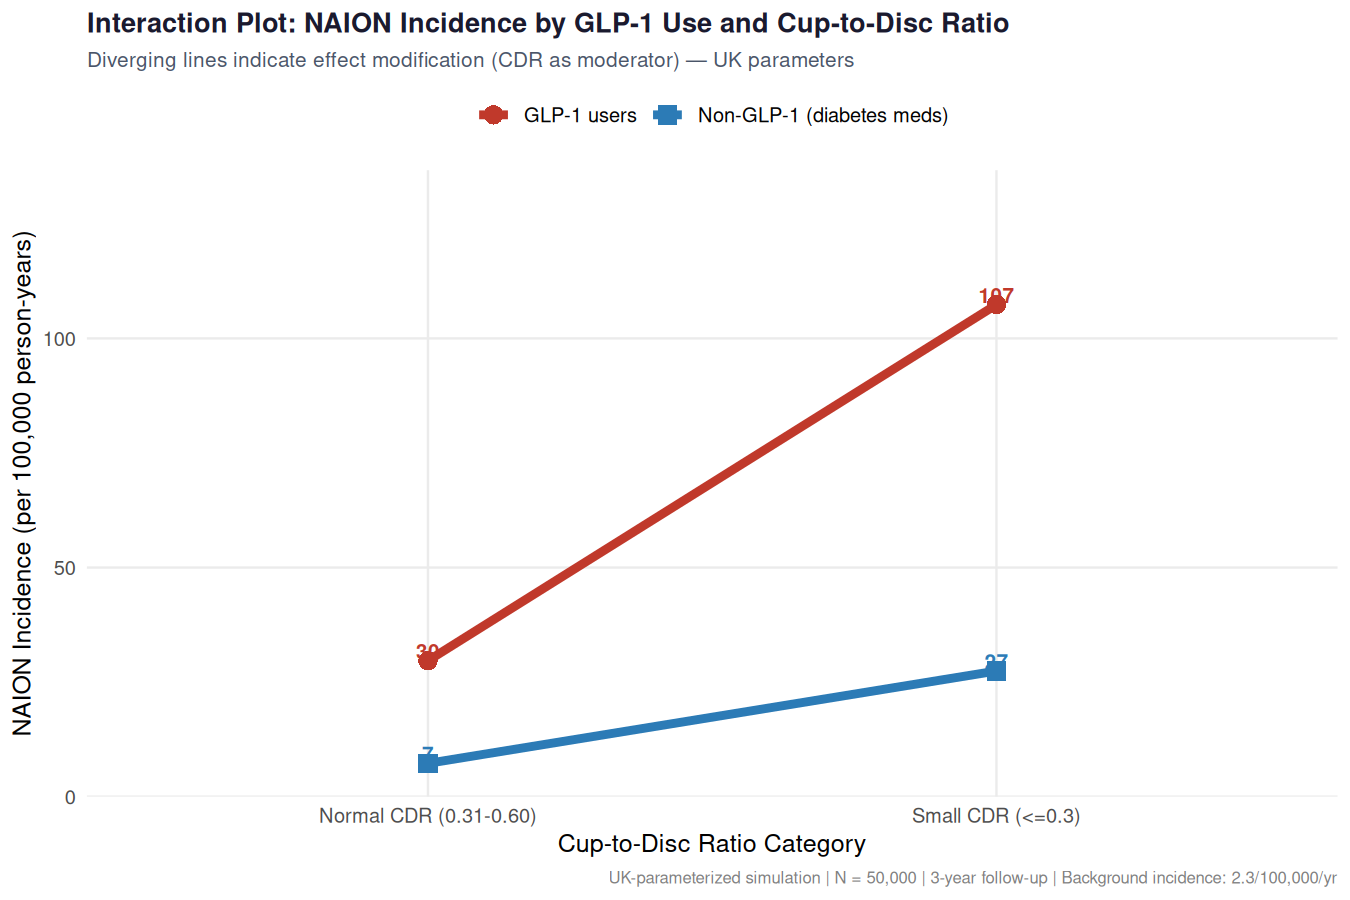 Interaction Plot: NAION Incidence by GLP-1 Use and Cup-to-Disc Ratio
Diverging lines indicate effect modification (CDR as moderator) — UK parameters
GLP-1 users
Non-GLP-1 (diabetes meds)
NAION Incidence (per 100,000 person-years)
107
100
50
30
27
7
0
Normal CDR (0.31-0.60)
Small CDR (<=0.3)
Cup-to-Disc Ratio Category
UK-parameterized simulation | N = 50,000 | 3-year follow-up | Background incidence: 2.3/100,000/yr